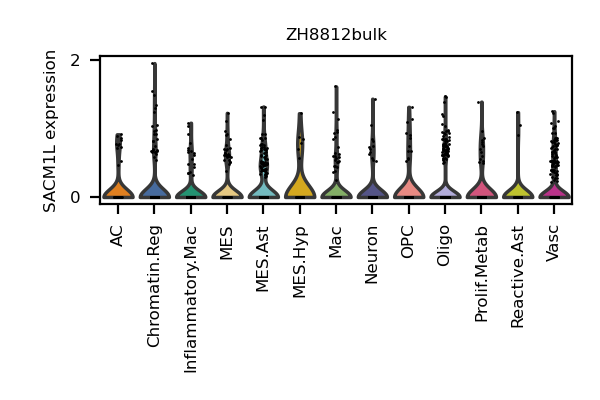 ZH8812bulk
SACM1L expression
2
0
AC
Chromatin.Reg
Inflammatory.Mac
MES
MES.Ast
MES.Hyp
Mac
Neuron
OPC
Oligo
Prolif.Metab
Reactive.Ast
Vasc